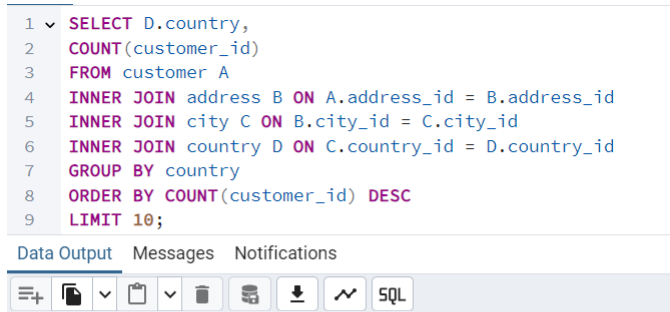 1 SELECT D.country,
2 COUNT(customer_id)
3 FROM customer A
4 INNER JOIN address B ON A.address_id = B.address_id
5 INNER JOIN city C ON B.city_id = C.city_id
6 INNER JOIN country D ON C.country_id = D.country_id
7 GROUP BY country
8 ORDER BY COUNT(customer_id) DESC
9 LIMIT 10;
Data Output Messages Notifications
SQL